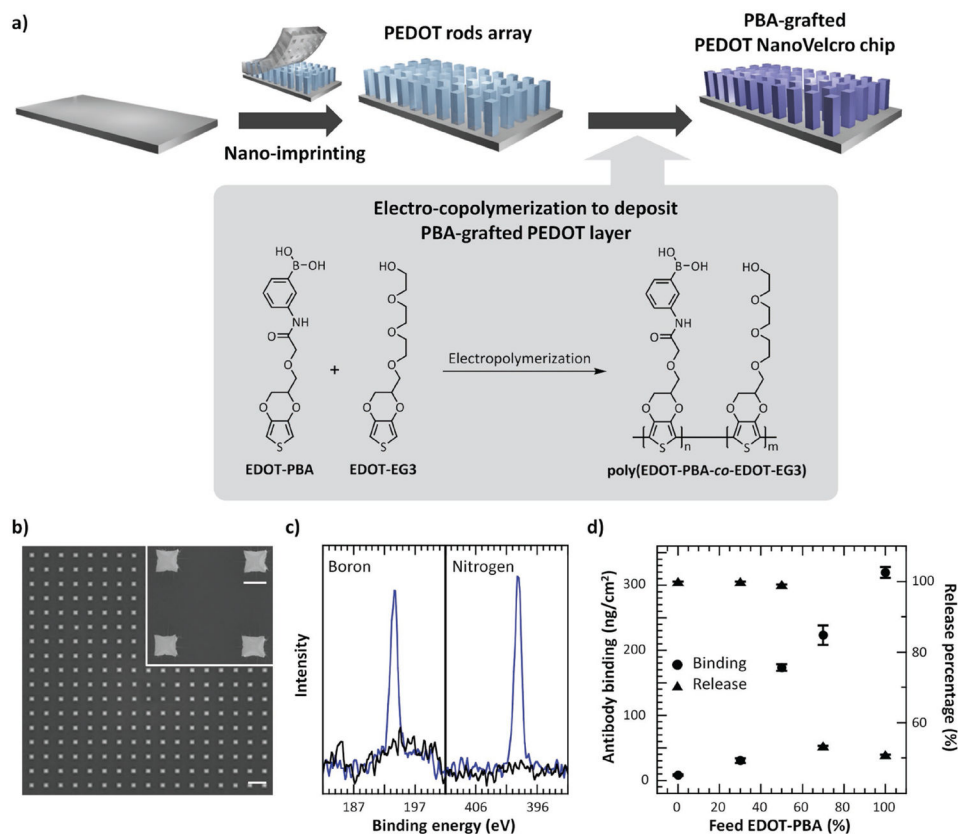 a)
PEDOT rods array
PBA-grafted
PEDOT NanoVelcro chip
Nano-imprinting
Electro-copolymerization to deposit
PBA-grafted PEDOT layer
HO
B
OH
NH
O
O
O
O
S
EDOT-PBA
+
HO
O
O
O
O
O
S
EDOT-EG3
Electropolymerization
HO
B
OH
NH
O
O
O
O
S
n
HO
O
O
O
O
O
S
m
poly(EDOT-PBA-co-EDOT-EG3)
b)
c)
Boron
Nitrogen
Intensity
187
197
406
396
Binding energy (eV)
d)
Antibody binding (ng/cm²)
300
200
100
0
Binding
Release
100
80
60
Release percentage
(%)
0
20
40
60
80
100
Feed EDOT-PBA (%)